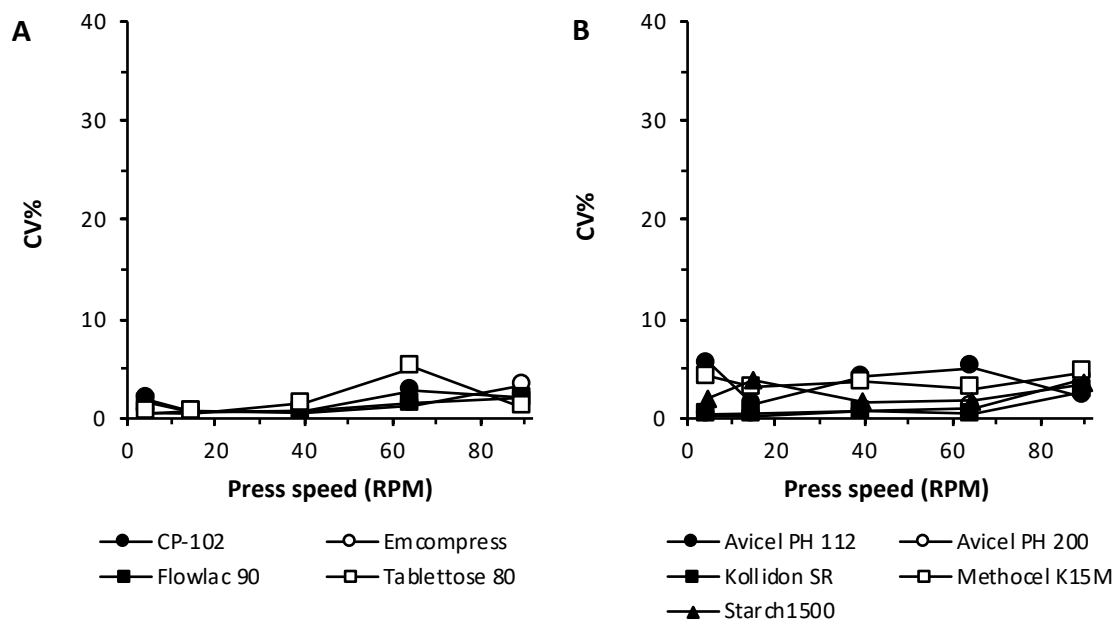 A
40
30
20
10
0
CV%
0 20 40 60 80
Press speed (RPM)
CP-102 Emcompress
Flowlac 90 Tablettose 80
B
40
30
20
10
0
CV%
0 20 40 60 80
Press speed (RPM)
Avicel PH 112 Avicel PH 200
Kollidon SR Methocel K15M
Starch1500